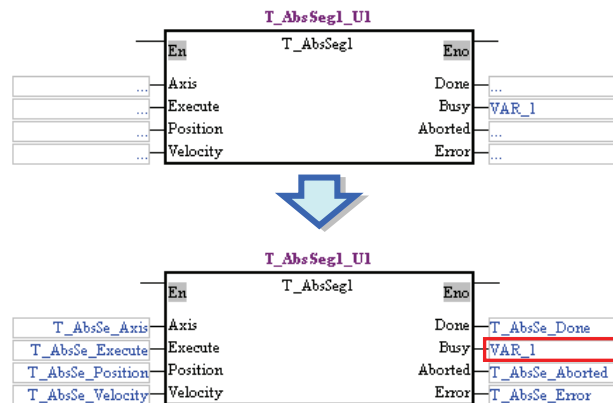 T_AbsSeg1_U1
T_AbsSeg1
En Eno
... Axis Done ...
... Execute Busy VAR_1
... Position Aborted ...
... Velocity Error ...
T_AbsSeg1_U1
T_AbsSeg1
En Eno
T_AbsSe_Axis Axis Done T_AbsSe_Done
T_AbsSe_Execute Execute Busy VAR_1
T_AbsSe_Position Position Aborted T_AbsSe_Aborted
T_AbsSe_Velocity Velocity Error T_AbsSe_Error